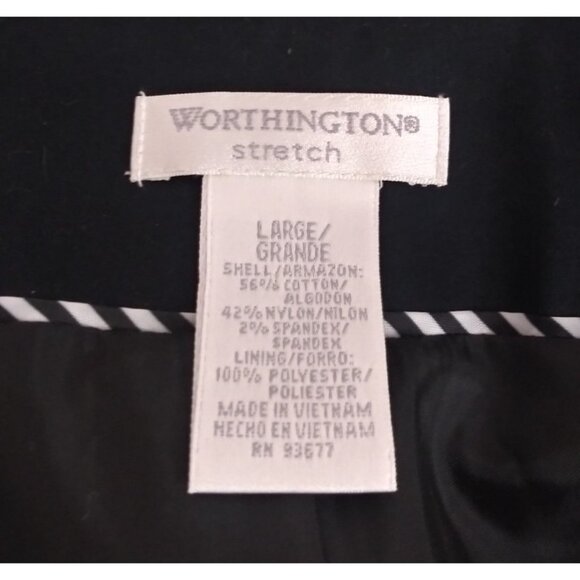 WORTHINGTON®
stretch
LARGE/
GRANDE
SHELL/ARMAZON:
56% COTTON/
ALGODON
42% NYLON/NILON
2% SPANDEX/
SPANDEX
LINING/FORRO:
100% POLYESTER/
POLIESTER
MADE IN VIETNAM
HECHO EN VIETNAM
RN 93677